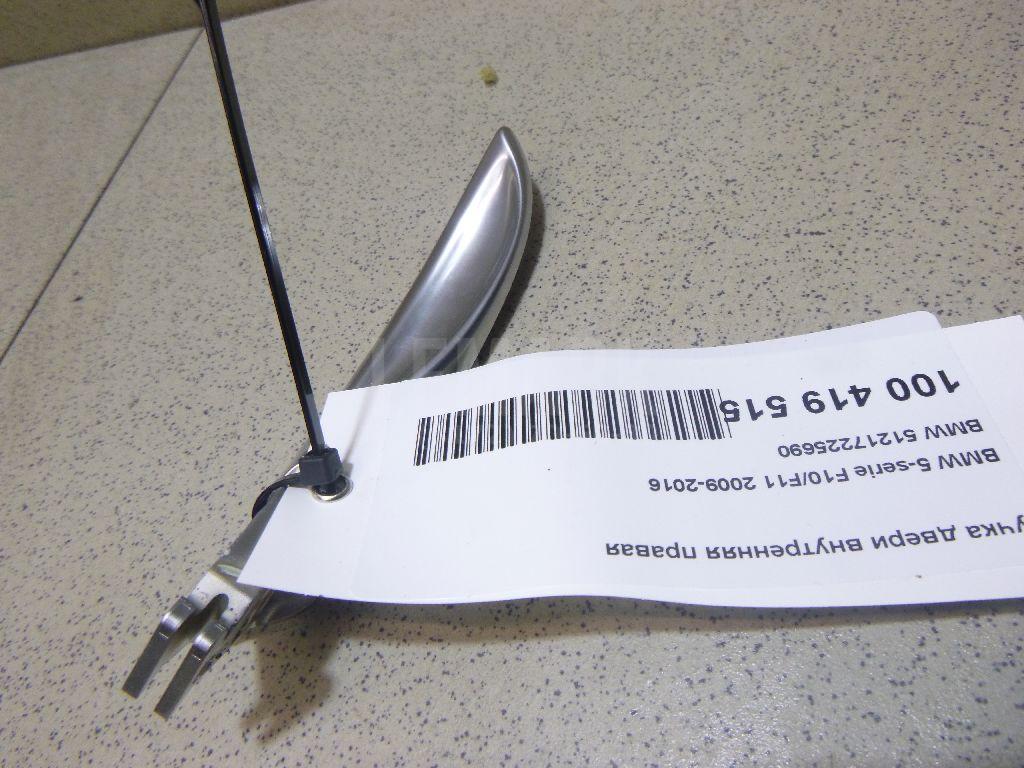 учка двери внутренняя правая
BMW 5-serie F10/F11 2009-2016
BMW 51217225690
100 419 515